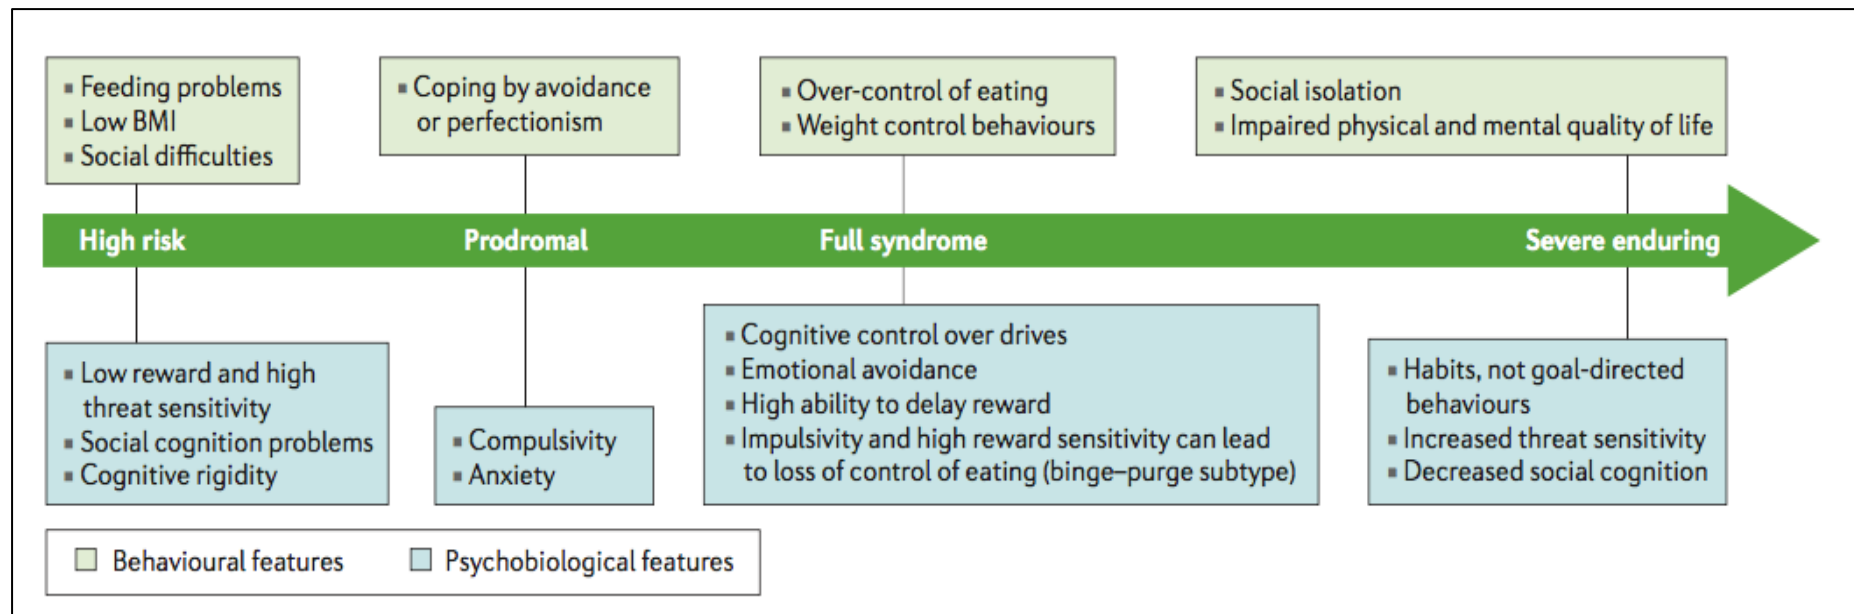 ▪ Feeding problems
▪ Low BMI
▪ Social difficulties
▪ Coping by avoidance
or perfectionism
▪ Over-control of eating
▪ Weight control behaviours
▪ Social isolation
▪ Impaired physical and mental quality of life
High risk
Prodromal
Full syndrome
Severe enduring
▪ Low reward and high
threat sensitivity
▪ Social cognition problems
▪ Cognitive rigidity
▪ Compulsivity
▪ Anxiety
▪ Cognitive control over drives
▪ Emotional avoidance
▪ High ability to delay reward
▪ Impulsivity and high reward sensitivity can lead
to loss of control of eating (binge–purge subtype)
▪ Habits, not goal-directed
behaviours
▪ Increased threat sensitivity
▪ Decreased social cognition
Behavioural features
Psychobiological features